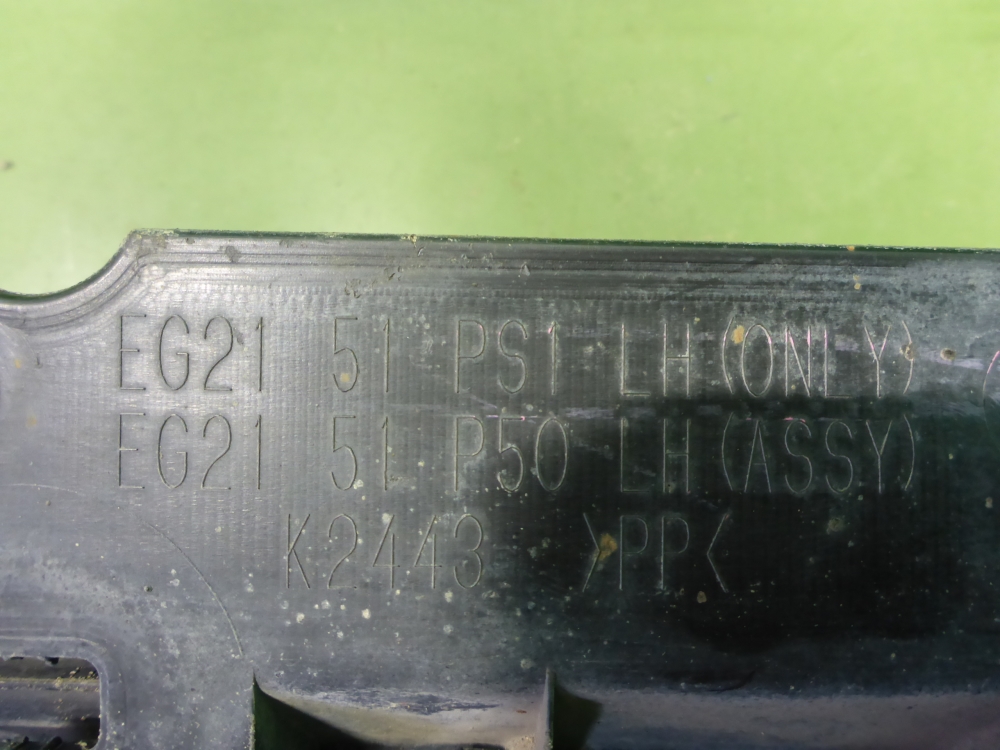 EG21 51 PS1 LH(ONLY)
EG21 51 P50 LH(ASSY)
K2443 >PP<